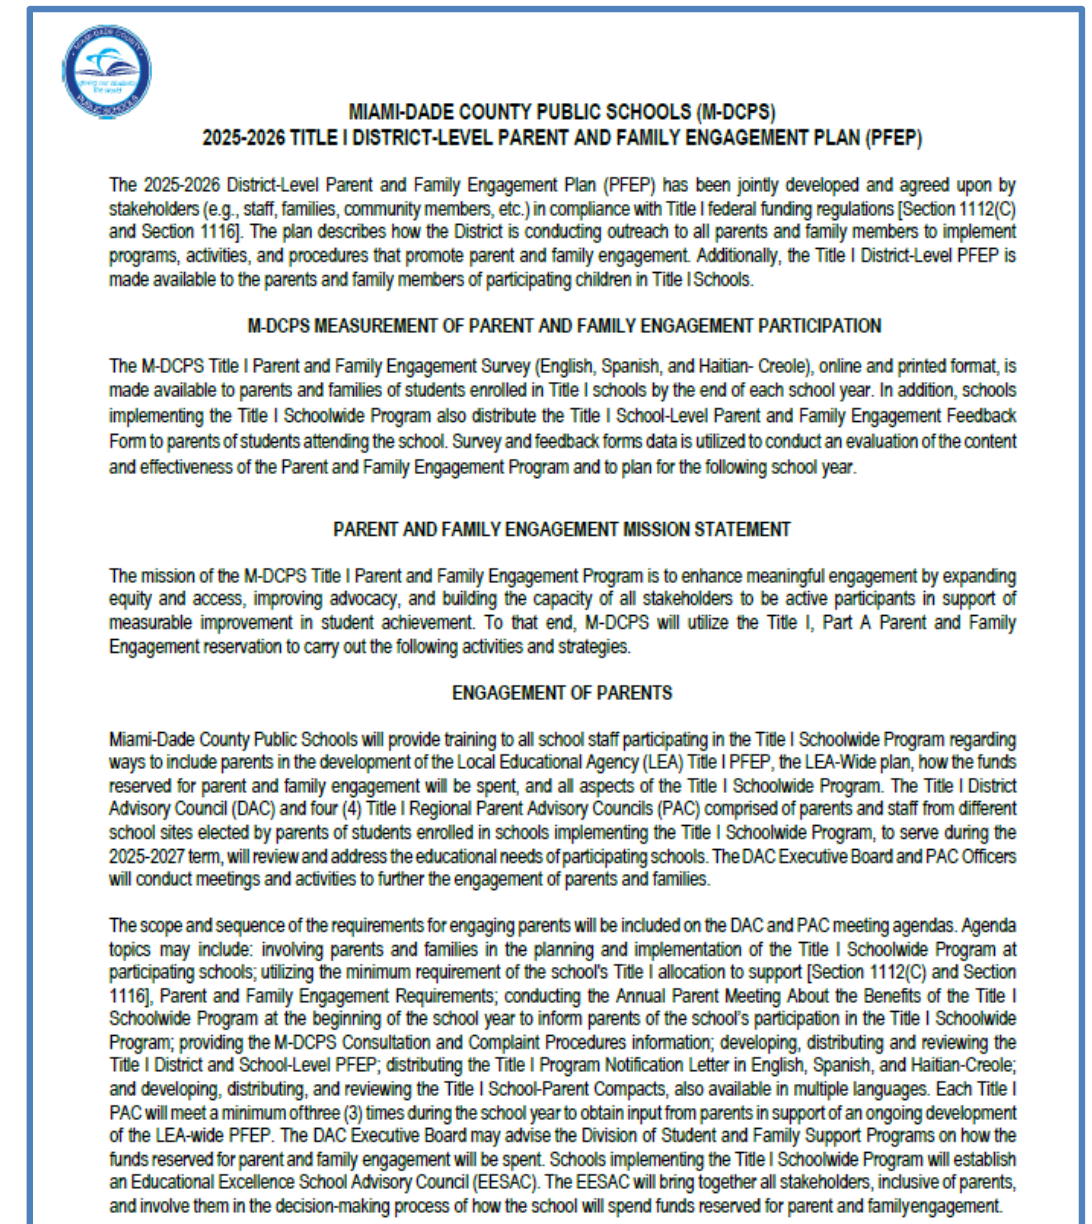 MIAMI-DADE COUNTY
giving our students
the world
PUBLIC SCHOOLS
MIAMI-DADE COUNTY PUBLIC SCHOOLS (M-DCPS)
2025-2026 TITLE I DISTRICT-LEVEL PARENT AND FAMILY ENGAGEMENT PLAN (PFEP)
The 2025-2026 District-Level Parent and Family Engagement Plan (PFEP) has been jointly developed and agreed upon by
stakeholders (e.g., staff, families, community members, etc.) in compliance with Title I federal funding regulations [Section 1112(C)
and Section 1116]. The plan describes how the District is conducting outreach to all parents and family members to implement
programs, activities, and procedures that promote parent and family engagement. Additionally, the Title I District-Level PFEP is
made available to the parents and family members of participating children in Title I Schools.
M-DCPS MEASUREMENT OF PARENT AND FAMILY ENGAGEMENT PARTICIPATION
The M-DCPS Title I Parent and Family Engagement Survey (English, Spanish, and Haitian- Creole), online and printed format, is
made available to parents and families of students enrolled in Title I schools by the end of each school year. In addition, schools
implementing the Title I Schoolwide Program also distribute the Title I School-Level Parent and Family Engagement Feedback
Form to parents of students attending the school. Survey and feedback forms data is utilized to conduct an evaluation of the content
and effectiveness of the Parent and Family Engagement Program and to plan for the following school year.
PARENT AND FAMILY ENGAGEMENT MISSION STATEMENT
The mission of the M-DCPS Title I Parent and Family Engagement Program is to enhance meaningful engagement by expanding
equity and access, improving advocacy, and building the capacity of all stakeholders to be active participants in support of
measurable improvement in student achievement. To that end, M-DCPS will utilize the Title I, Part A Parent and Family
Engagement reservation to carry out the following activities and strategies.
ENGAGEMENT OF PARENTS
Miami-Dade County Public Schools will provide training to all school staff participating in the Title I Schoolwide Program regarding
ways to include parents in the development of the Local Educational Agency (LEA) Title I PFEP, the LEA-Wide plan, how the funds
reserved for parent and family engagement will be spent, and all aspects of the Title I Schoolwide Program. The Title I District
Advisory Council (DAC) and four (4) Title I Regional Parent Advisory Councils (PAC) comprised of parents and staff from different
school sites elected by parents of students enrolled in schools implementing the Title I Schoolwide Program, to serve during the
2025-2027 term, will review and address the educational needs of participating schools. The DAC Executive Board and PAC Officers
will conduct meetings and activities to further the engagement of parents and families.
The scope and sequence of the requirements for engaging parents will be included on the DAC and PAC meeting agendas. Agenda
topics may include: involving parents and families in the planning and implementation of the Title I Schoolwide Program at
participating schools; utilizing the minimum requirement of the school's Title I allocation to support [Section 1112(C) and Section
1116], Parent and Family Engagement Requirements; conducting the Annual Parent Meeting About the Benefits of the Title I
Schoolwide Program at the beginning of the school year to inform parents of the school's participation in the Title I Schoolwide
Program; providing the M-DCPS Consultation and Complaint Procedures information; developing, distributing and reviewing the
Title I District and School-Level PFEP; distributing the Title I Program Notification Letter in English, Spanish, and Haitian-Creole;
and developing, distributing, and reviewing the Title I School-Parent Compacts, also available in multiple languages. Each Title I
PAC will meet a minimum of three (3) times during the school year to obtain input from parents in support of an ongoing development
of the LEA-wide PFEP. The DAC Executive Board may advise the Division of Student and Family Support Programs on how the
funds reserved for parent and family engagement will be spent. Schools implementing the Title I Schoolwide Program will establish
an Educational Excellence School Advisory Council (EESAC). The EESAC will bring together all stakeholders, inclusive of parents,
and involve them in the decision-making process of how the school will spend funds reserved for parent and familyengagement.